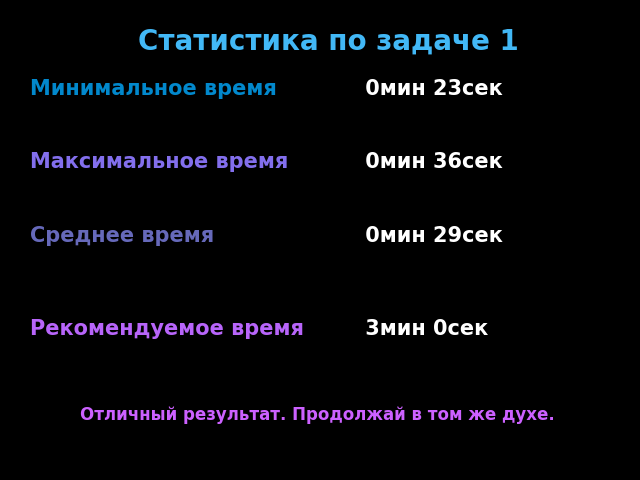 Статистика по задаче 1
Минимальное время 0мин 23сек
Максимальное время 0мин 36сек
Среднее время 0мин 29сек
Рекомендуемое время 3мин 0сек
Отличный результат. Продолжай в том же духе.